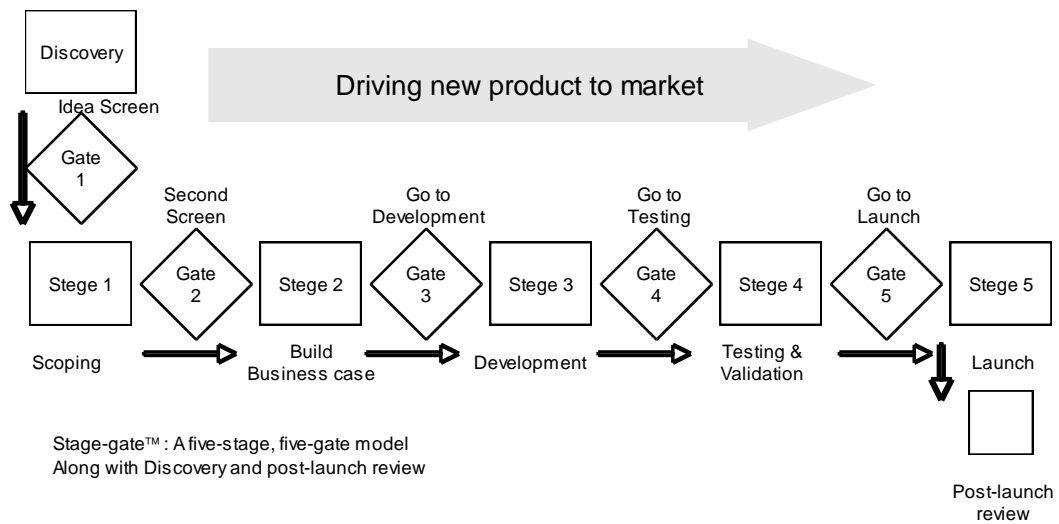 Discovery
Driving new product to market
Idea Screen
Gate
1
Second
Screen
Go to
Development
Go to
Testing
Go to
Launch
Stege 1
Gate
2
Stege 2
Gate
3
Stege 3
Gate
4
Stege 4
Gate
5
Stege 5
Scoping
Build
Business case
Development
Testing &
Validation
Launch
Stage-gate™ : A five-stage, five-gate model
Along with Discovery and post-launch review
Post-launch
review